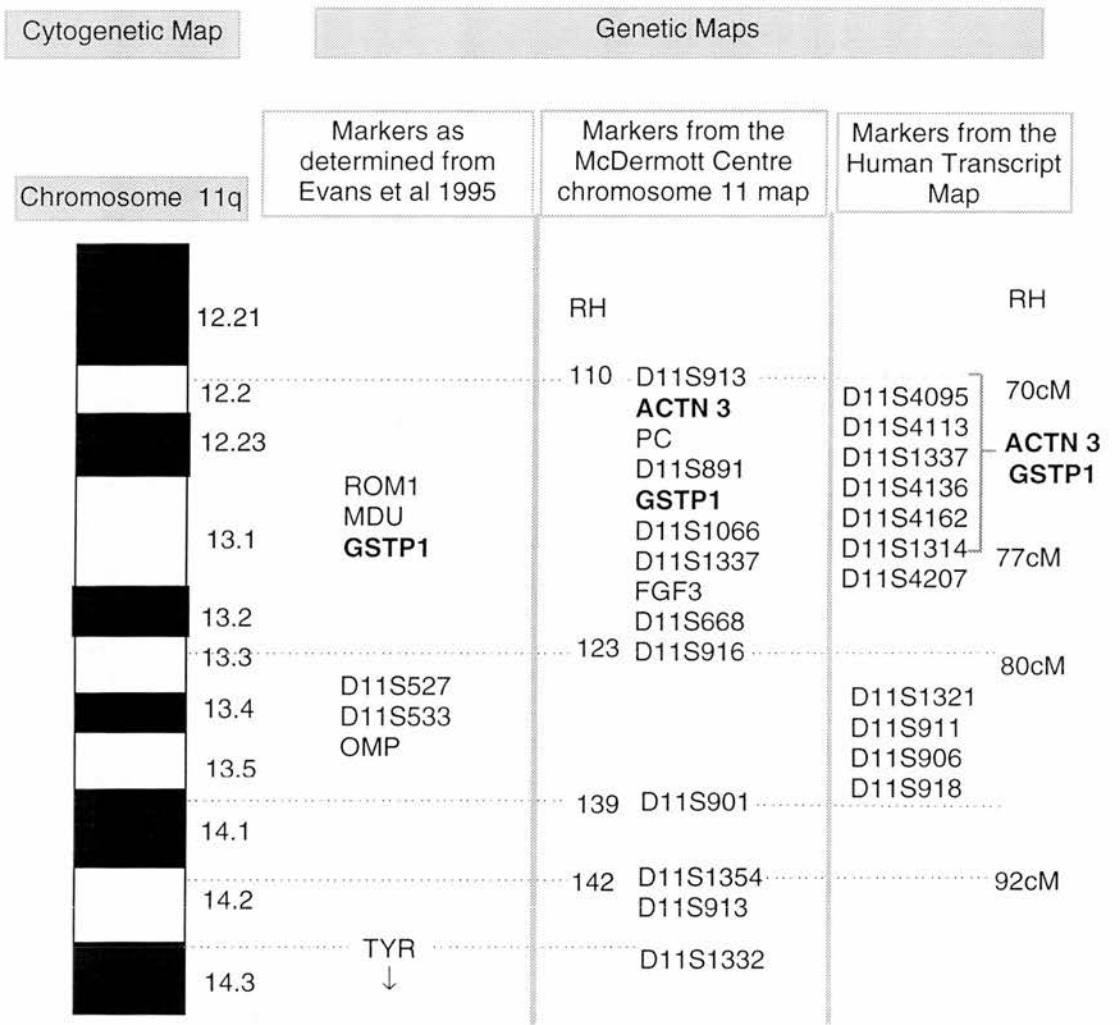 Cytogenetic Map
Genetic Maps
Chromosome 11q
Markers as
determined from
Evans et al 1995
Markers from the
McDermott Centre
chromosome 11 map
Markers from the
Human Transcript
Map
12.21
12.2
12.23
13.1
13.2
13.3
13.4
13.5
14.1
14.2
14.3
ROM1
MDU
GSTP1
D11S527
D11S533
OMP
TYR
↓
RH
110 D11S913
ACTN 3
PC
D11S891
GSTP1
D11S1066
D11S1337
FGF3
D11S668
123 D11S916
139 D11S901
142 D11S1354
D11S913
D11S1332
RH
D11S4095
D11S4113
D11S1337
D11S4136
D11S4162
D11S1314
D11S4207
70cM
ACTN 3
GSTP1
77cM
80cM
D11S1321
D11S911
D11S906
D11S918
92cM